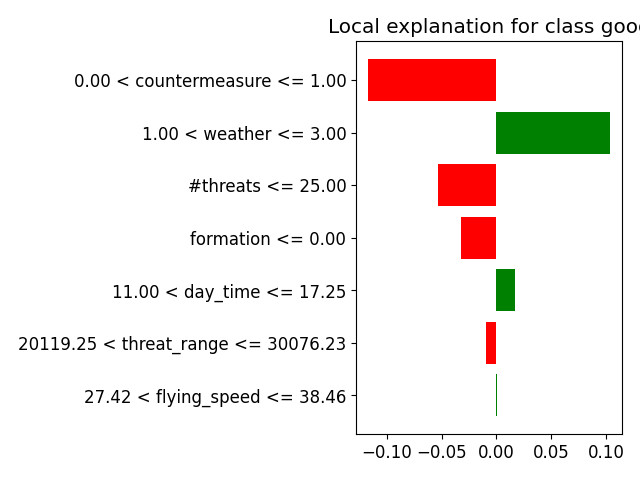 Local explanation for class good
0.00 < countermeasure <= 1.00
1.00 < weather <= 3.00
#threats <= 25.00
formation <= 0.00
11.00 < day_time <= 17.25
20119.25 < threat_range <= 30076.23
27.42 < flying_speed <= 38.46
−0.10 −0.05 0.00 0.05 0.10